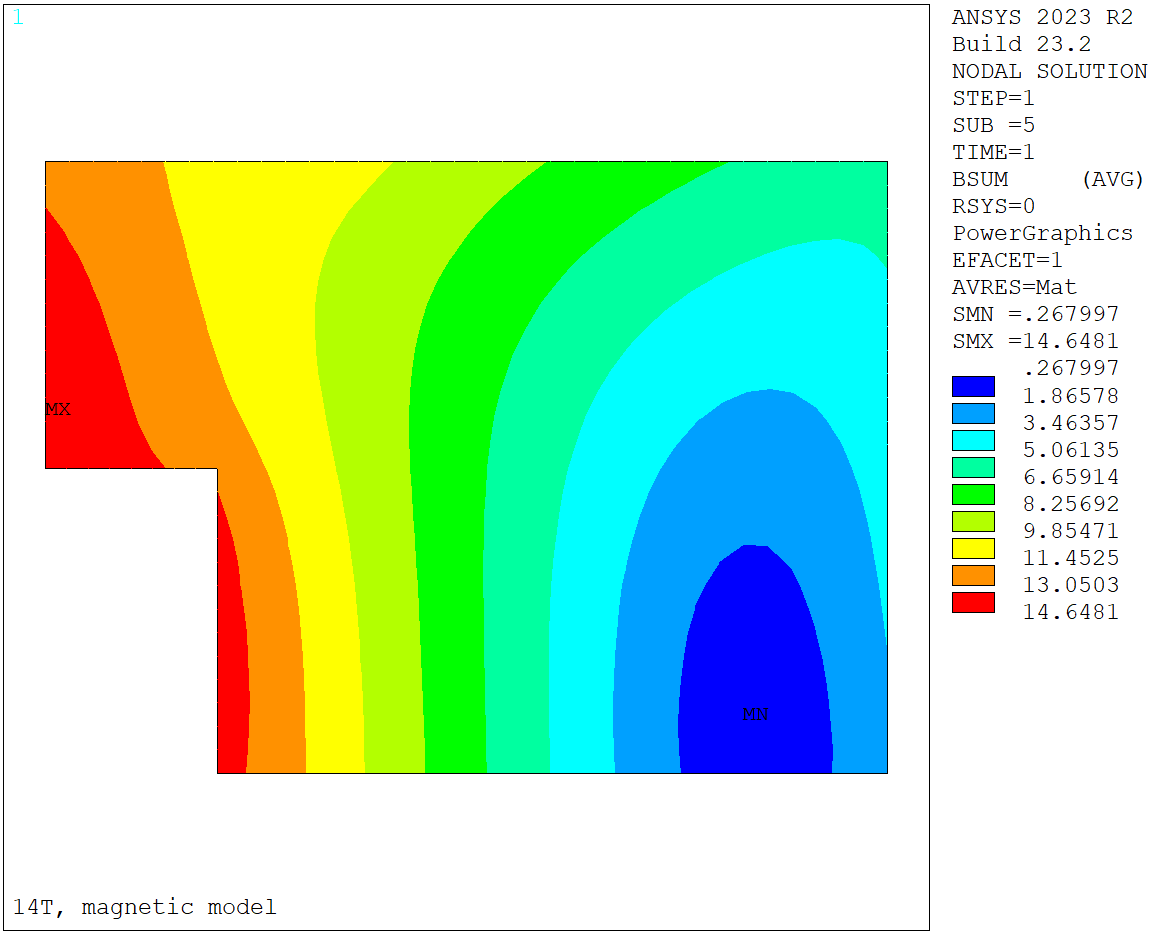 1
ANSYS 2023 R2
Build 23.2
NODAL SOLUTION
STEP=1
SUB =5
TIME=1
BSUM (AVG)
RSYS=0
PowerGraphics
EFACET=1
AVRES=Mat
SMN =.267997
SMX =14.6481
.267997
1.86578
3.46357
5.06135
6.65914
8.25692
9.85471
11.4525
13.0503
14.6481
MX
MN
14T, magnetic model